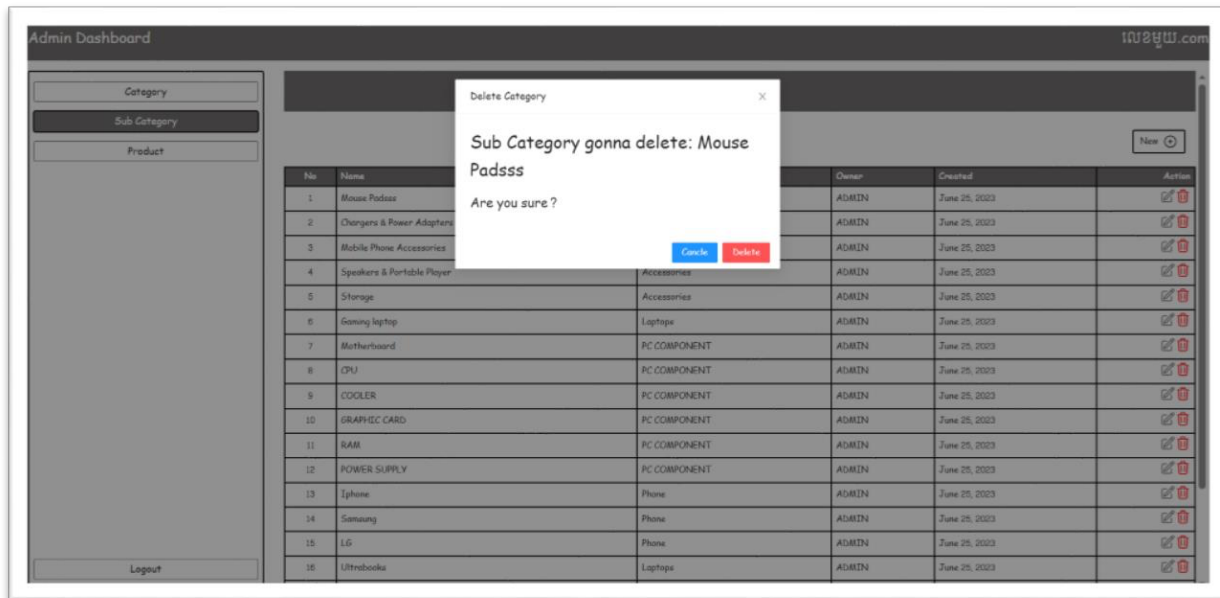 Admin Dashboard
លេខមួយ.com
Category
Sub Category
Product
Logout
Delete Category ×
Sub Category gonna delete: Mouse
Padsss
Are you sure ?
Cancle Delete
New
No Name Owner Created Action
1 Mouse Padsss ADMIN June 25, 2023
2 Chargers & Power Adapters ADMIN June 25, 2023
3 Mobile Phone Accessories ADMIN June 25, 2023
4 Speakers & Portable Player Accessories ADMIN June 25, 2023
5 Storage Accessories ADMIN June 25, 2023
6 Gaming laptop Laptops ADMIN June 25, 2023
7 Motherboard PC COMPONENT ADMIN June 25, 2023
8 CPU PC COMPONENT ADMIN June 25, 2023
9 COOLER PC COMPONENT ADMIN June 25, 2023
10 GRAPHIC CARD PC COMPONENT ADMIN June 25, 2023
11 RAM PC COMPONENT ADMIN June 25, 2023
12 POWER SUPPLY PC COMPONENT ADMIN June 25, 2023
13 Iphone Phone ADMIN June 25, 2023
14 Samsung Phone ADMIN June 25, 2023
15 LG Phone ADMIN June 25, 2023
16 Ultrabooks Laptops ADMIN June 25, 2023